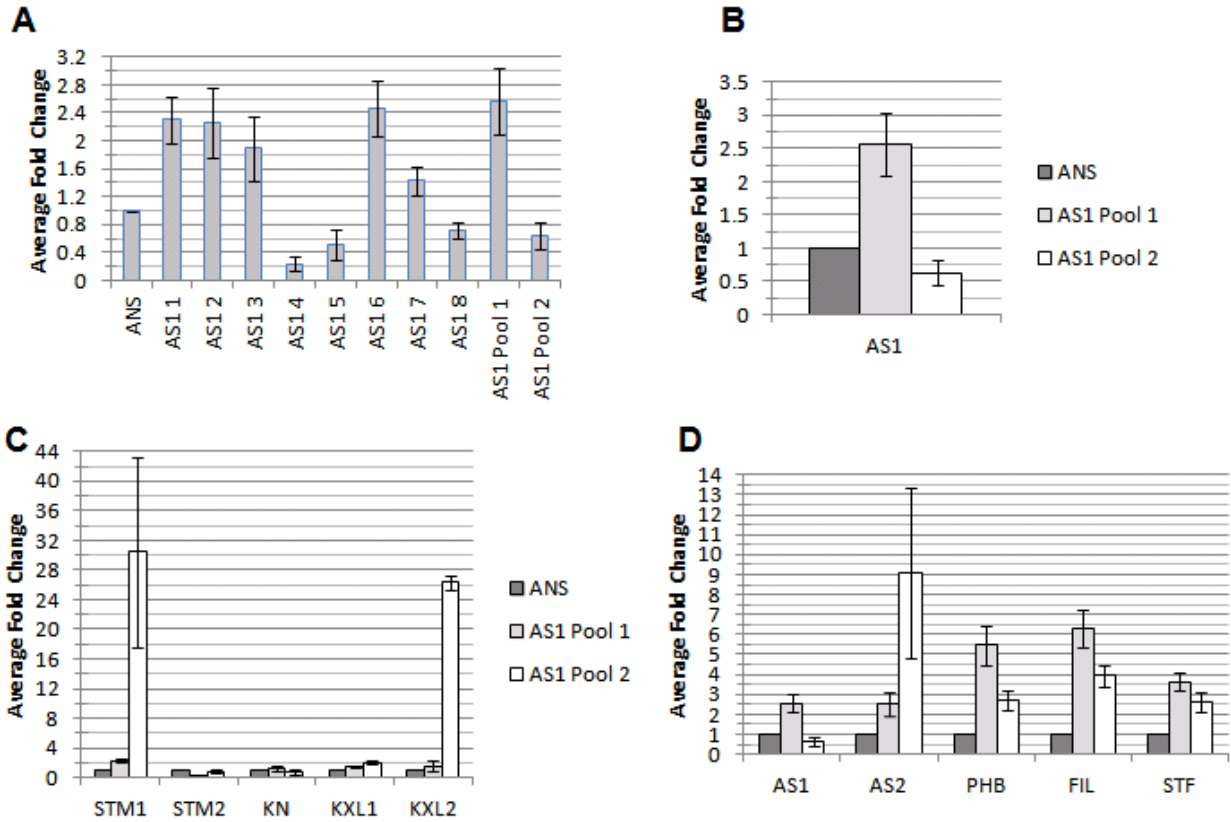 A
Average Fold Change
3.2
2.8
2.4
2
1.6
1.2
0.8
0.4
0
ANS
AS1 1
AS1 2
AS1 3
AS1 4
AS1 5
AS1 6
AS1 7
AS1 8
AS1 Pool 1
AS1 Pool 2
B
Average Fold Change
3.5
3
2.5
2
1.5
1
0.5
0
AS1
ANS
AS1 Pool 1
AS1 Pool 2
C
Average Fold Change
44
40
36
32
28
24
20
16
12
8
4
0
STM1
STM2
KN
KXL1
KXL2
ANS
AS1 Pool 1
AS1 Pool 2
D
Average Fold Change
14
13
12
11
10
9
8
7
6
5
4
3
2
1
0
AS1
AS2
PHB
FIL
STF